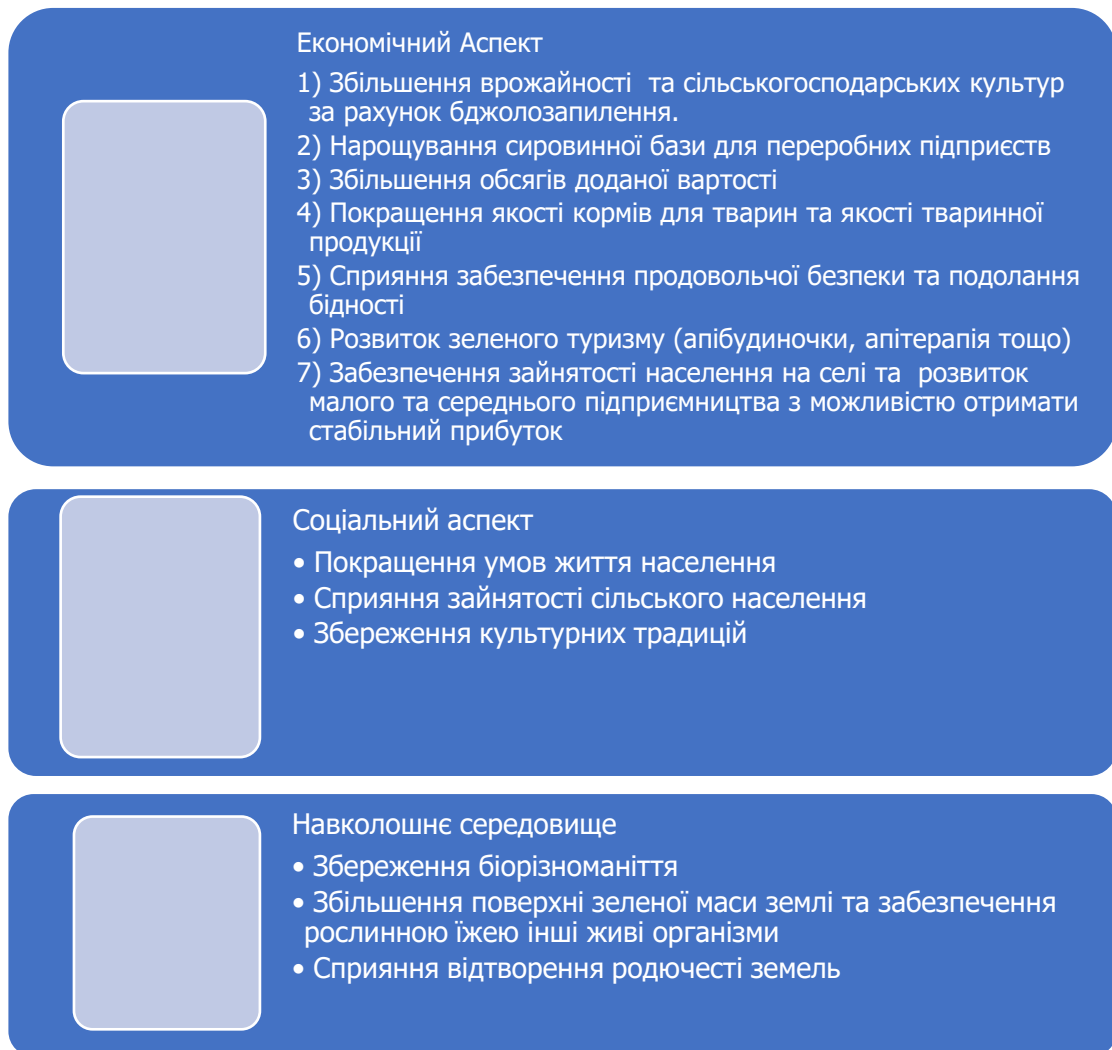 Економічний Аспект
1) Збільшення врожайності та сільськогосподарських культур
за рахунок бджолозапилення.
2) Нарощування сировинної бази для переробних підприємств
3) Збільшення обсягів доданої вартості
4) Покращення якості кормів для тварин та якості тваринної
продукції
5) Сприяння забезпечення продовольчої безпеки та подолання
бідності
6) Розвиток зеленого туризму (апібудиночки, апітерапія тощо)
7) Забезпечення зайнятості населення на селі та розвиток
малого та середнього підприємництва з можливістю отримати
стабільний прибуток
Соціальний аспект
• Покращення умов життя населення
• Сприяння зайнятості сільського населення
• Збереження культурних традицій
Навколошнє середовище
• Збереження біорізноманіття
• Збільшення поверхні зеленої маси землі та забезпечення
рослинною їжею інші живі організми
• Сприяння відтворення родючості земель